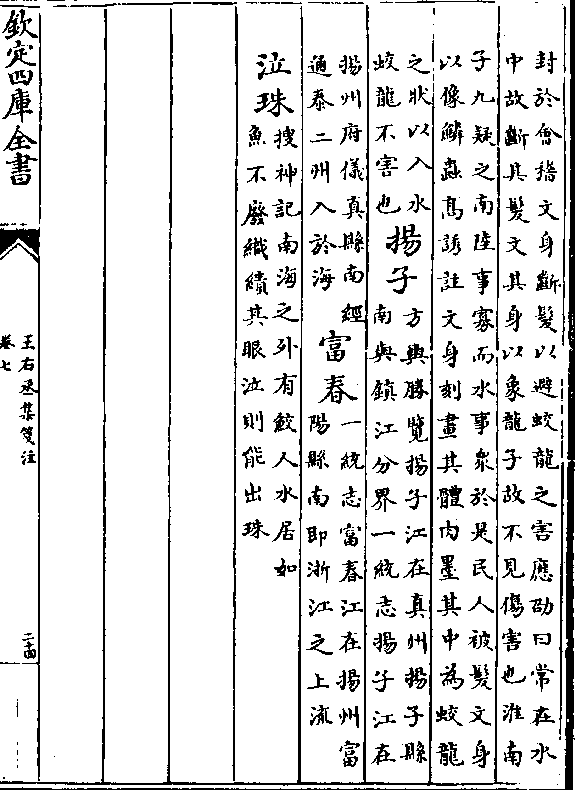 封於會稽文身斷髮以避蛟龍之害應劭曰常在水
中故斷其髮文其身以象龍子故不見傷害也淮南
子九疑之南陸事寡而水事衆於是民人被髮文身
以像鱗蟲髙誘註文身刻畫其體内墨其中為蛟龍
之狀以入水
蛟龍不害也
揚子
方輿勝覽揚子江在真州揚子縣
南與鎮江分界一統志揚子江在
揚州府儀真縣南經
通泰二州入於海
富春
一統志富春江在揚州富
陽縣南即浙江之上流
泣珠
搜神記南海之外有鮫人水居如
魚不廢織績其眼泣則能出珠
欽定四庫全書
王右丞集箋注
卷七
二十四